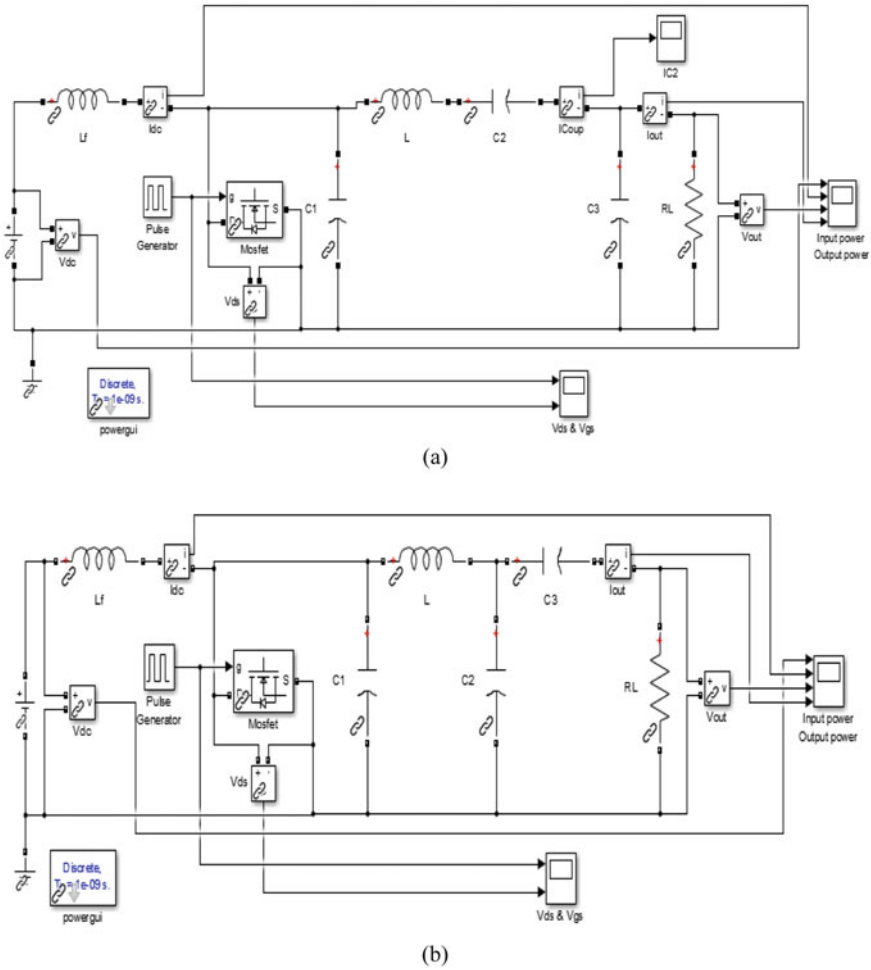 IC2
Lf
Idc
L
C2
ICoup
Iout
Pulse
Generator
g
S
Mosfet
C1
C3
RL
Vout
Input power
Output power
Vdc
Vds
Discrete,
powergui
Vds & Vgs
(a)
Lf
Idc
L
C3
Iout
Pulse
Generator
g
S
Mosfet
C1
C2
RL
Vout
Input power
Output power
Vdc
Vds
Discrete,
powergui
Vds & Vgs
(b)